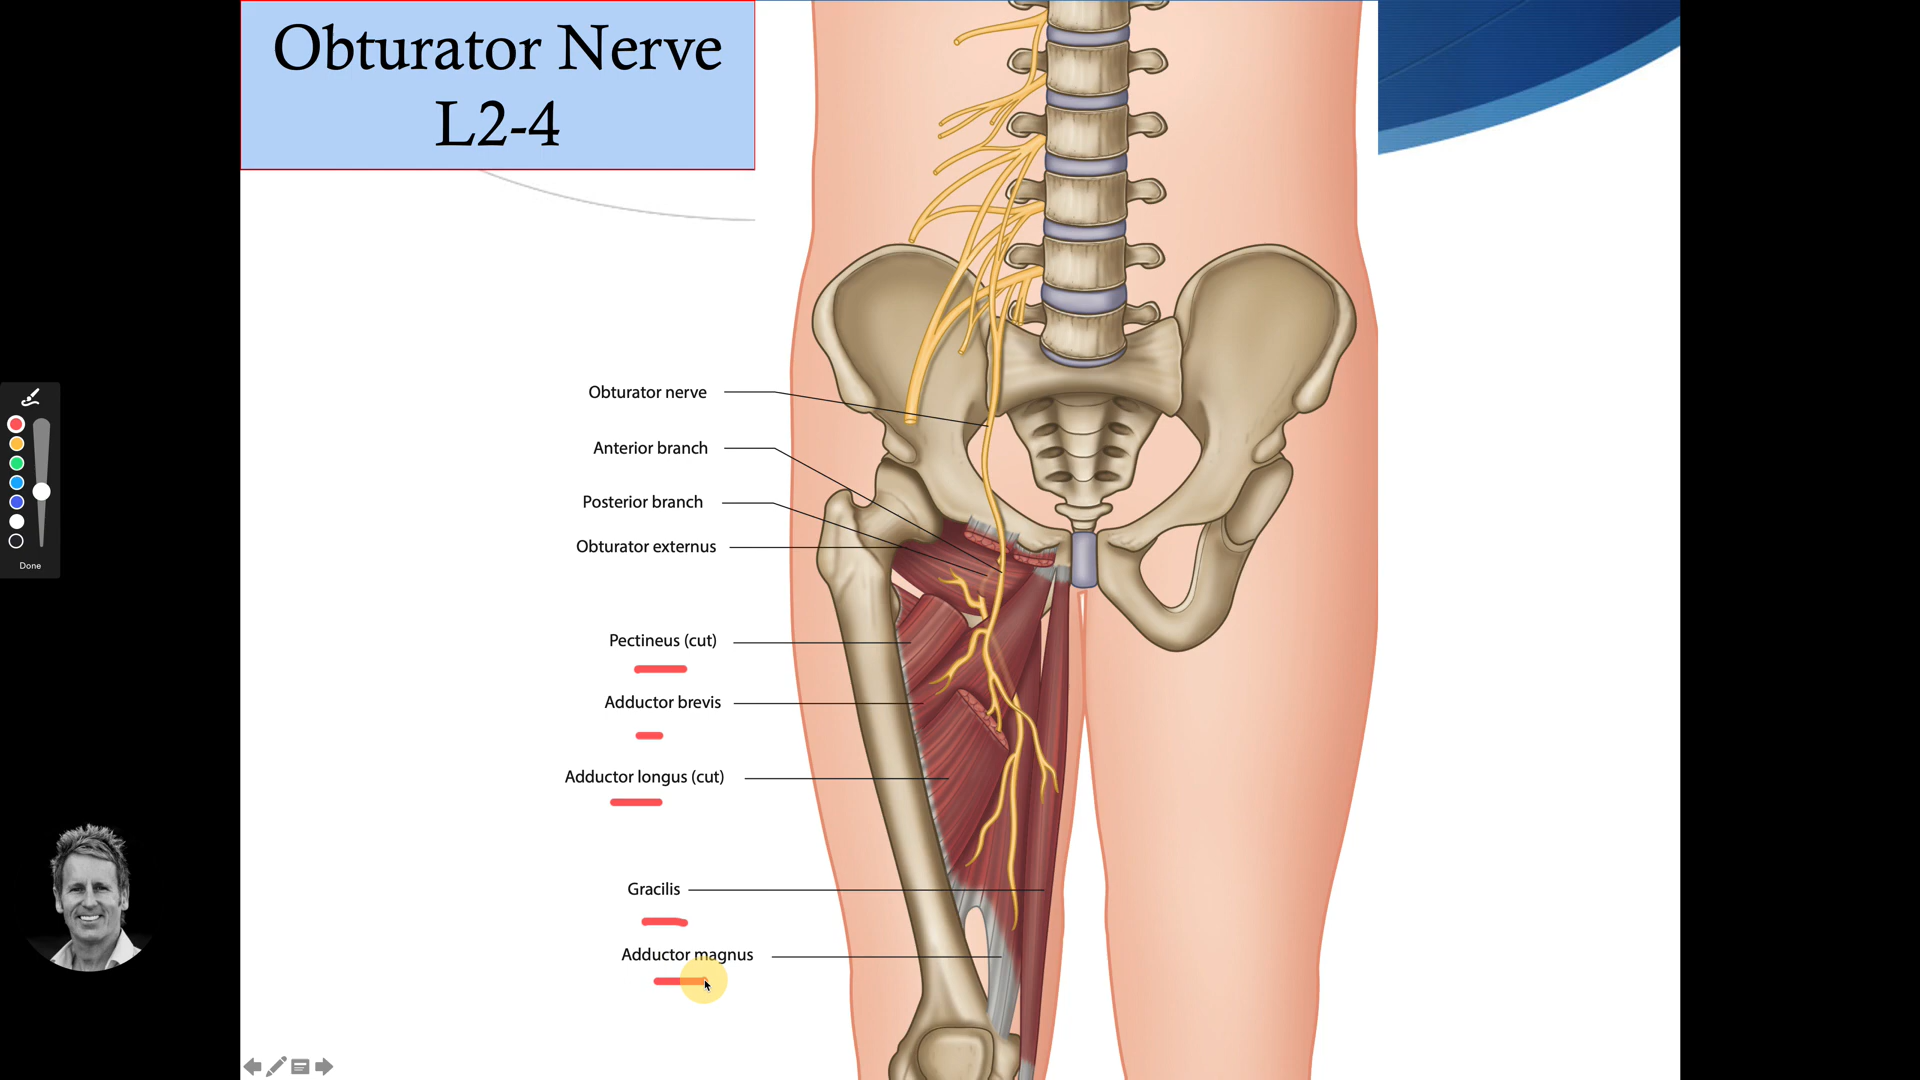 Obturator Nerve
L2-4
Obturator nerve
Anterior branch
Posterior branch
Obturator externus
Pectineus (cut)
Adductor brevis
Adductor longus (cut)
Gracilis
Adductor magnus
Done